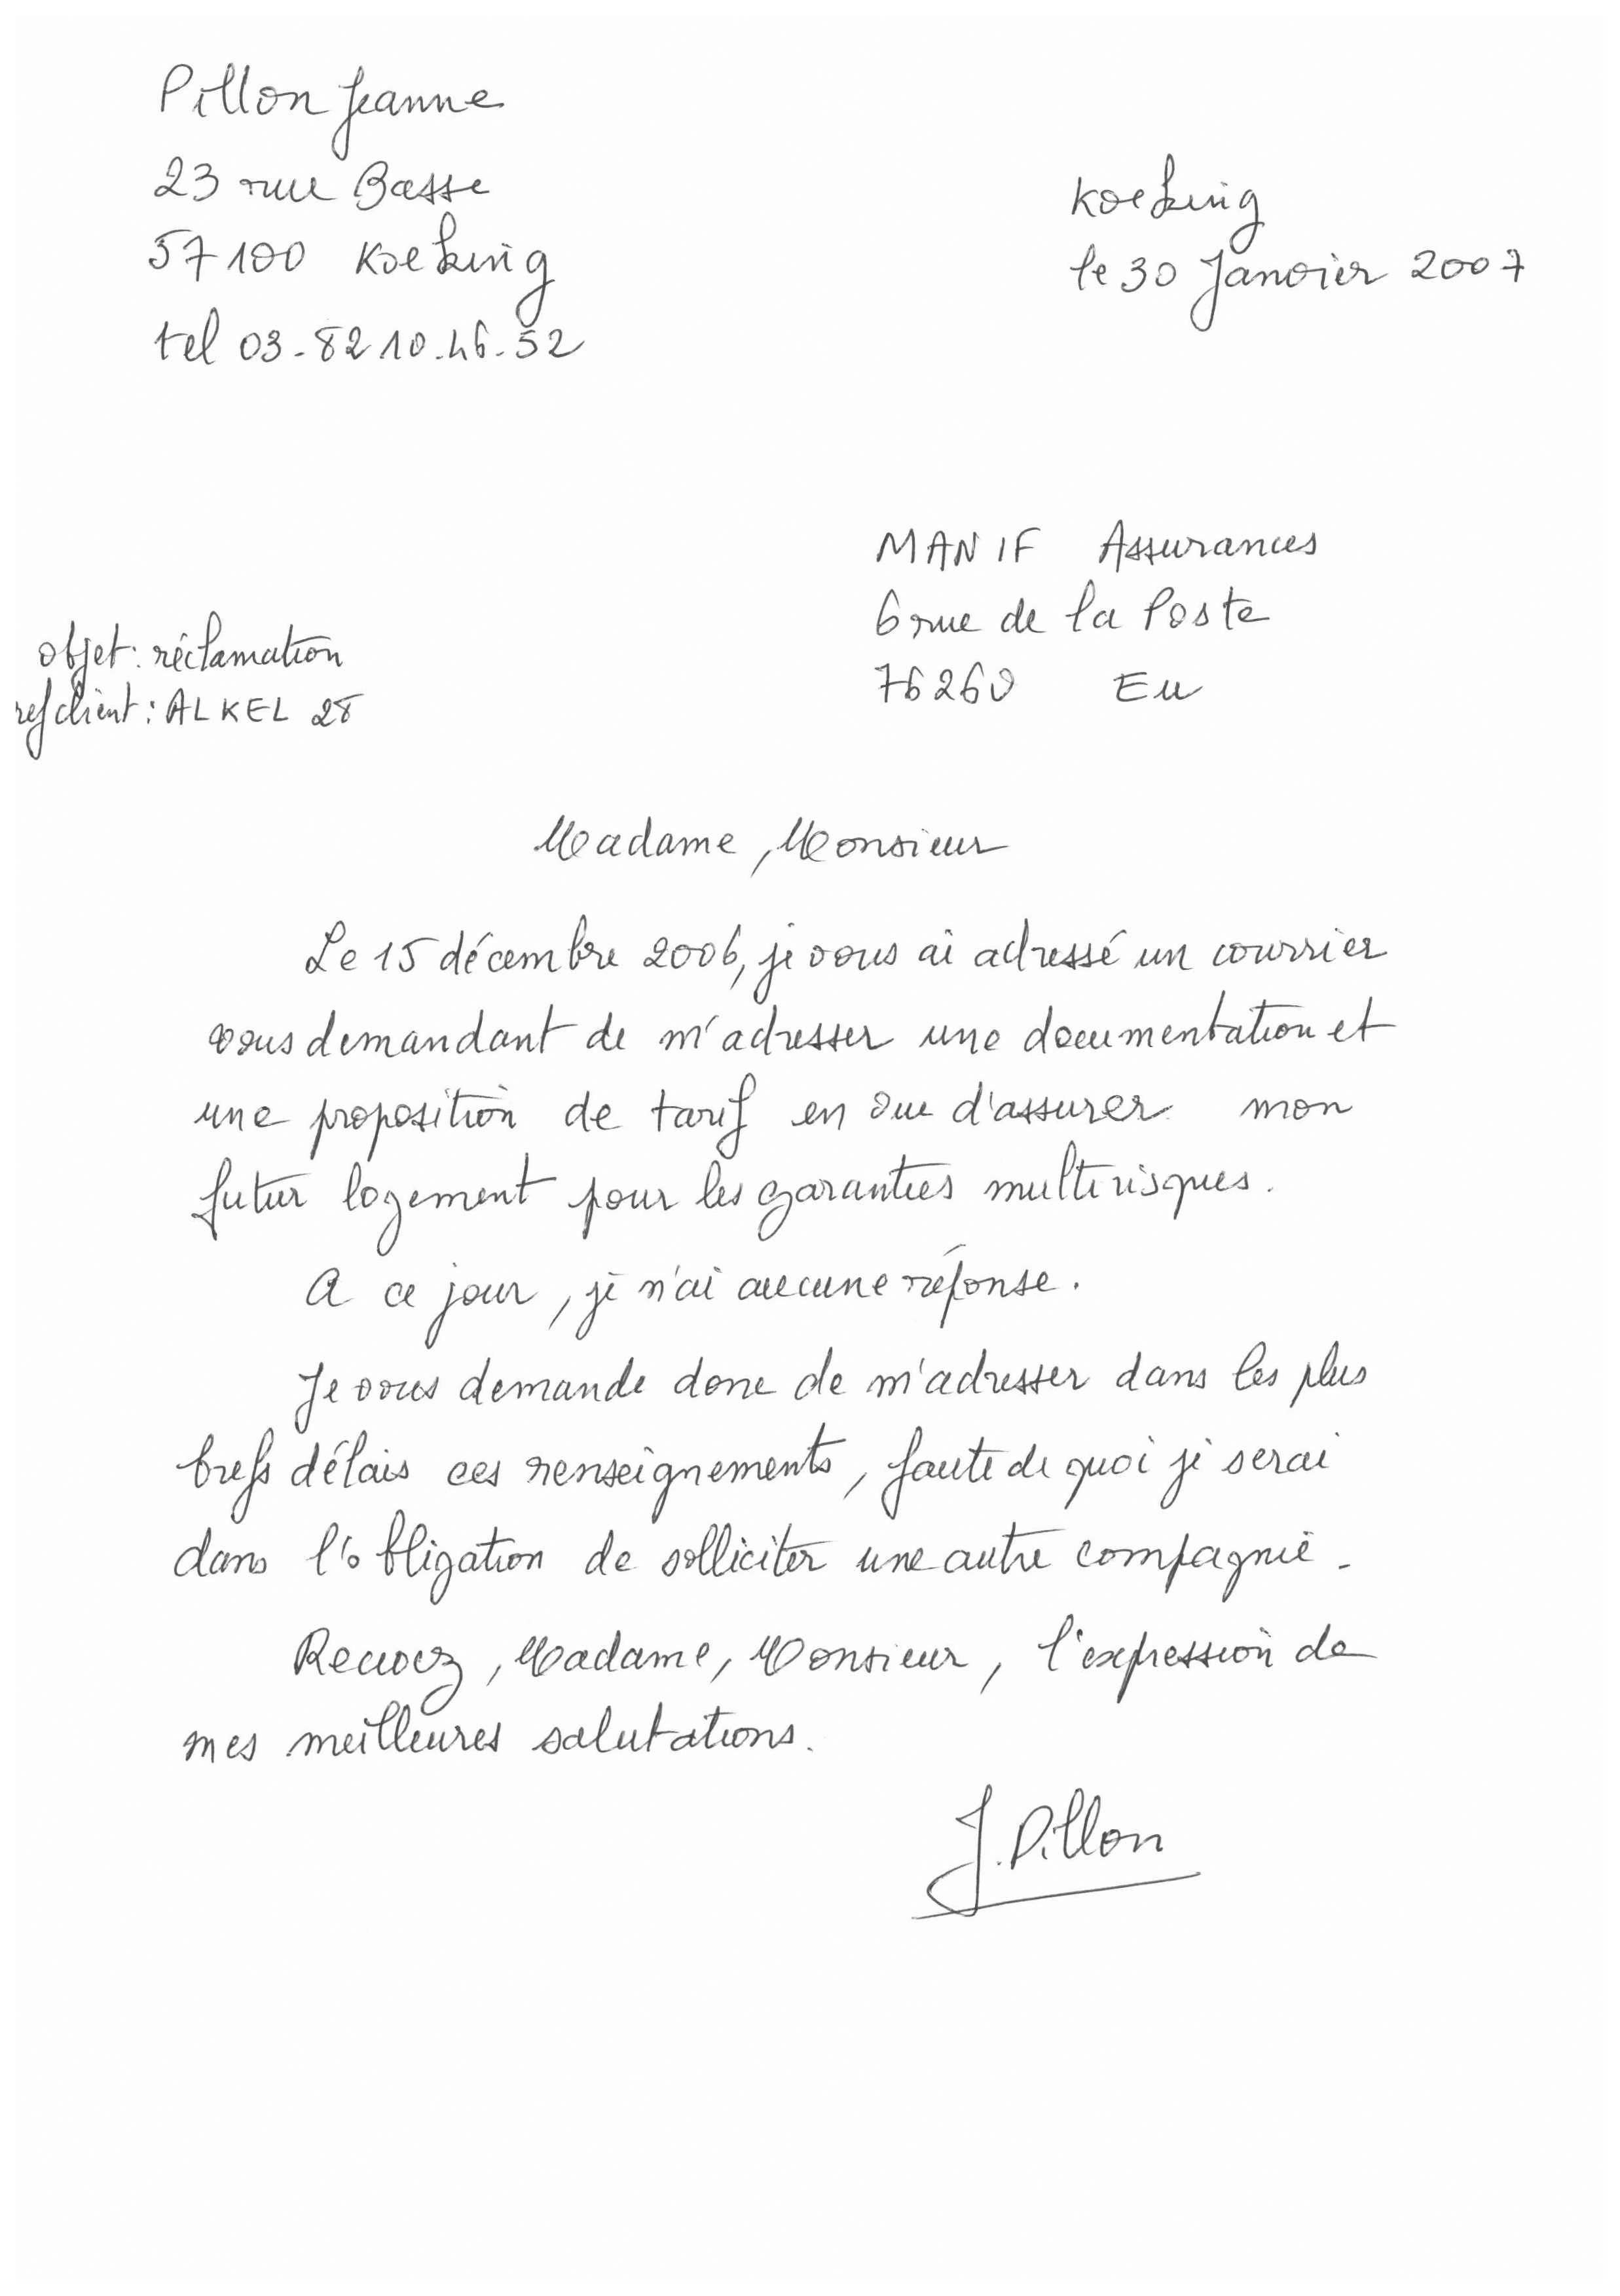 Pillon Jeanne
23 rue Basse
57100 Koeking
tel 03-82 10.46-52
Koeking
le 30 Janvier 2007
MANIF Assurances
6 rue de la Poste
76260 Eu
objet: réclamation
ref client: ALKEL 28
Madame, Monsieur
Le 15 décembre 2006, je vous ai adressé un courrier
vous demandant de m'adresser une documentation et
une proposition de tarif en vue d'assurer mon
futur logement pour les garanties multirisques.
A ce jour, je n'ai aucune réponse.
Je vous demande donc de m'adresser dans les plus
brefs délais ces renseignements, faute de quoi je serai
dans l'obligation de solliciter une autre compagnie.
Recevez, Madame, Monsieur, l'expression de
mes meilleures salutations.
J. Pillon